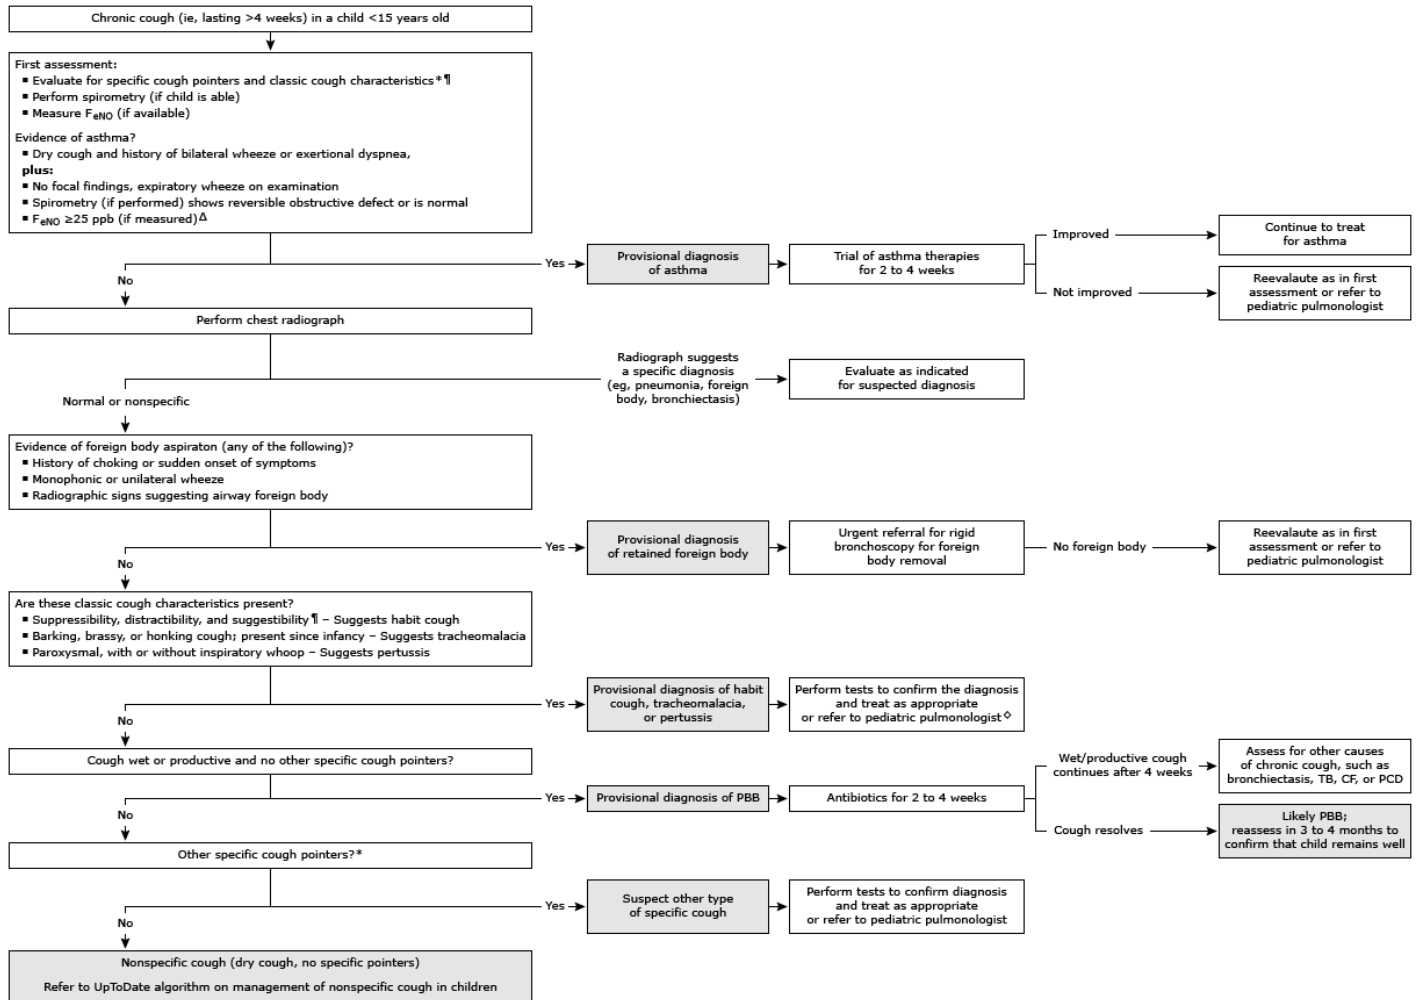 Chronic cough (ie, lasting >4 weeks) in a child <15 years old
First assessment:
▪ Evaluate for specific cough pointers and classic cough characteristics*¶
▪ Perform spirometry (if child is able)
▪ Measure FeNO (if available)
Evidence of asthma?
▪ Dry cough and history of bilateral wheeze or exertional dyspnea,
plus:
▪ No focal findings, expiratory wheeze on examination
▪ Spirometry (if performed) shows reversible obstructive defect or is normal
▪ FeNO ≥25 ppb (if measured)Δ
Yes
Provisional diagnosis
of asthma
Trial of asthma therapies
for 2 to 4 weeks
Improved
Continue to treat
for asthma
Not improved
Reevalaute as in first
assessment or refer to
pediatric pulmonologist
No
Perform chest radiograph
Radiograph suggests
a specific diagnosis
(eg, pneumonia, foreign
body, bronchiectasis)
Evaluate as indicated
for suspected diagnosis
Normal or nonspecific
Evidence of foreign body aspiraton (any of the following)?
▪ History of choking or sudden onset of symptoms
▪ Monophonic or unilateral wheeze
▪ Radiographic signs suggesting airway foreign body
Yes
Provisional diagnosis
of retained foreign body
Urgent referral for rigid
bronchoscopy for foreign
body removal
No foreign body
Reevalaute as in first
assessment or refer to
pediatric pulmonologist
No
Are these classic cough characteristics present?
▪ Suppressibility, distractibility, and suggestibility¶ – Suggests habit cough
▪ Barking, brassy, or honking cough; present since infancy – Suggests tracheomalacia
▪ Paroxysmal, with or without inspiratory whoop – Suggests pertussis
Yes
Provisional diagnosis of habit
cough, tracheomalacia,
or pertussis
Perform tests to confirm the diagnosis
and treat as appropriate
or refer to pediatric pulmonologist◇
No
Cough wet or productive and no other specific cough pointers?
Yes
Provisional diagnosis of PBB
Antibiotics for 2 to 4 weeks
Wet/productive cough
continues after 4 weeks
Assess for other causes
of chronic cough, such as
bronchiectasis, TB, CF, or PCD
Cough resolves
Likely PBB;
reassess in 3 to 4 months to
confirm that child remains well
No
Other specific cough pointers?*
Yes
Suspect other type
of specific cough
Perform tests to confirm diagnosis
and treat as appropriate
or refer to pediatric pulmonologist
No
Nonspecific cough (dry cough, no specific pointers)
Refer to UpToDate algorithm on management of nonspecific cough in children